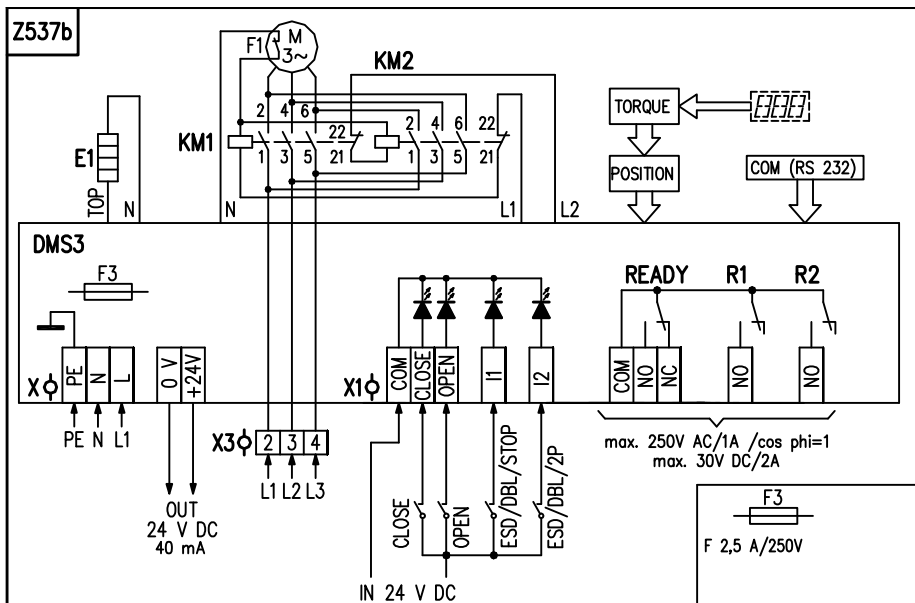 Z537b
F1
M
3~
KM2
TORQUE
POSITION
COM (RS 232)
E1
TOP
N
KM1
2 4 6 22
1 3 5 21
2 4 6 22
1 3 5 21
N
L1
L2
DMS3
F3
READY R1 R2
X
PE
N
L
0 V
+24V
X1
COM
CLOSE
OPEN
I1
I2
COM
NO
NC
NO
NO
PE N L1
X3 2 3 4
L1 L2 L3
OUT
24 V DC
40 mA
CLOSE
OPEN
ESD/DBL/STOP
ESD/DBL/2P
IN 24 V DC
max. 250V AC/1A /cos phi=1
max. 30V DC/2A
F3
F 2,5 A/250V